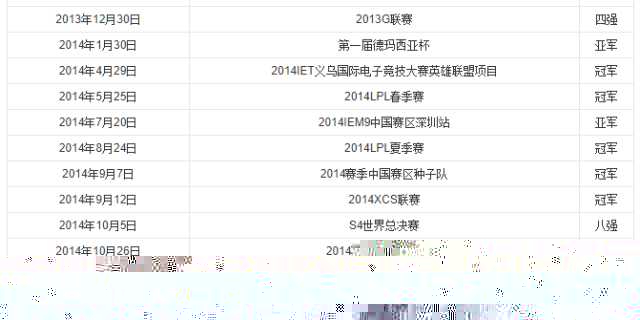 2013年12月30日 2013G联赛 四强
2014年1月30日 第一届德玛西亚杯 亚军
2014年4月29日 2014IET义乌国际电子竞技大赛英雄联盟项目 冠军
2014年5月25日 2014LPL春季赛 冠军
2014年7月20日 2014IEM9中国赛区深圳站 亚军
2014年8月24日 2014LPL夏季赛 冠军
2014年9月7日 2014赛季中国赛区种子队 冠军
2014年9月12日 2014XCS联赛 冠军
2014年10月5日 S4世界总决赛 八强
2014年10月26日 2014